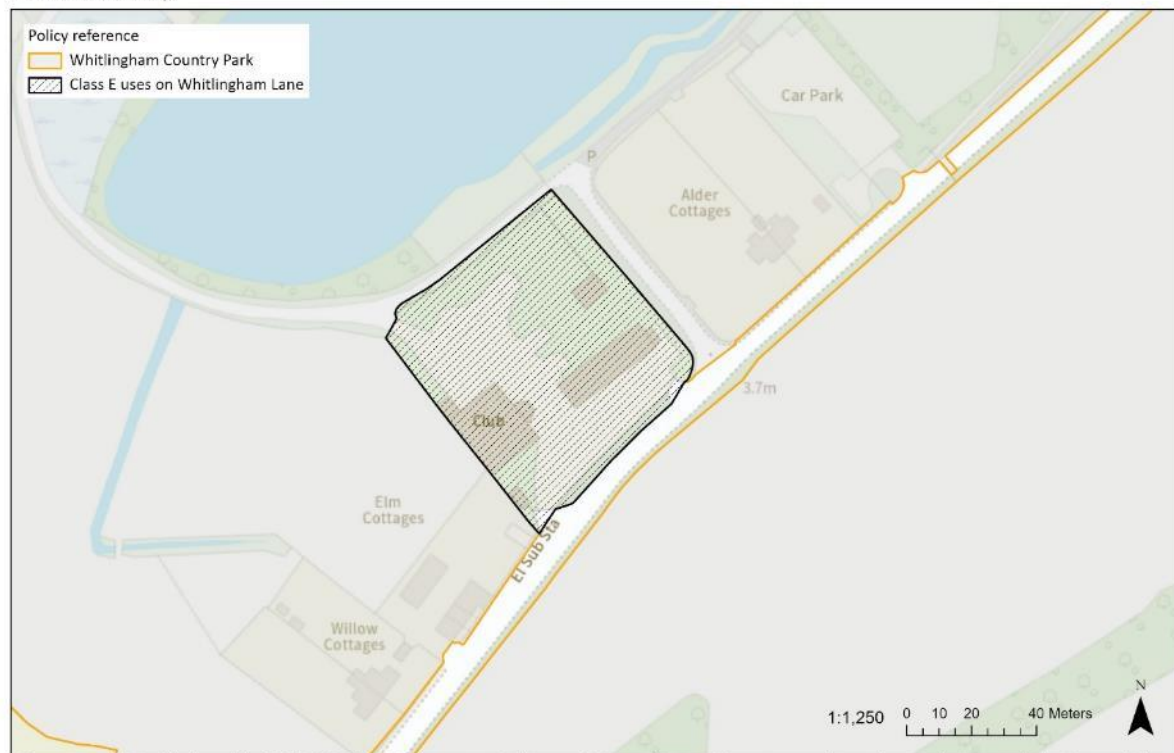 Policy reference
Whitlingham Country Park
Class E uses on Whitlingham Lane
Car Park
P
Alder
Cottages
3.7m
Club
Elm
Cottages
El Sub Sta
Willow
Cottages
N
1:1,250
0 10 20 40 Meters